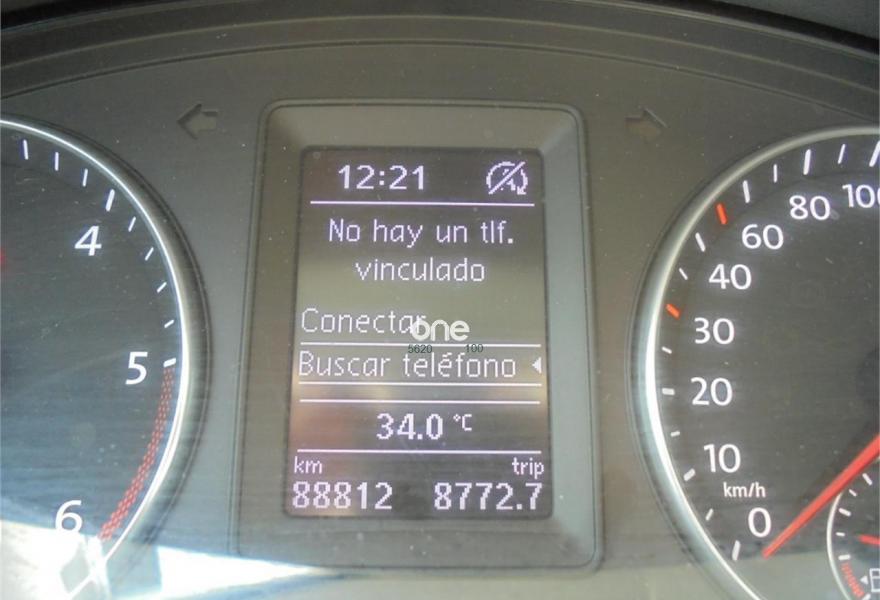 12:21
No hay un tlf.
vinculado
Conectar
one
5620 100
Buscar teléfono
34.0 °C
km trip
88812 8772.7
4
5
6
100
80
60
40
30
20
10
km/h
0